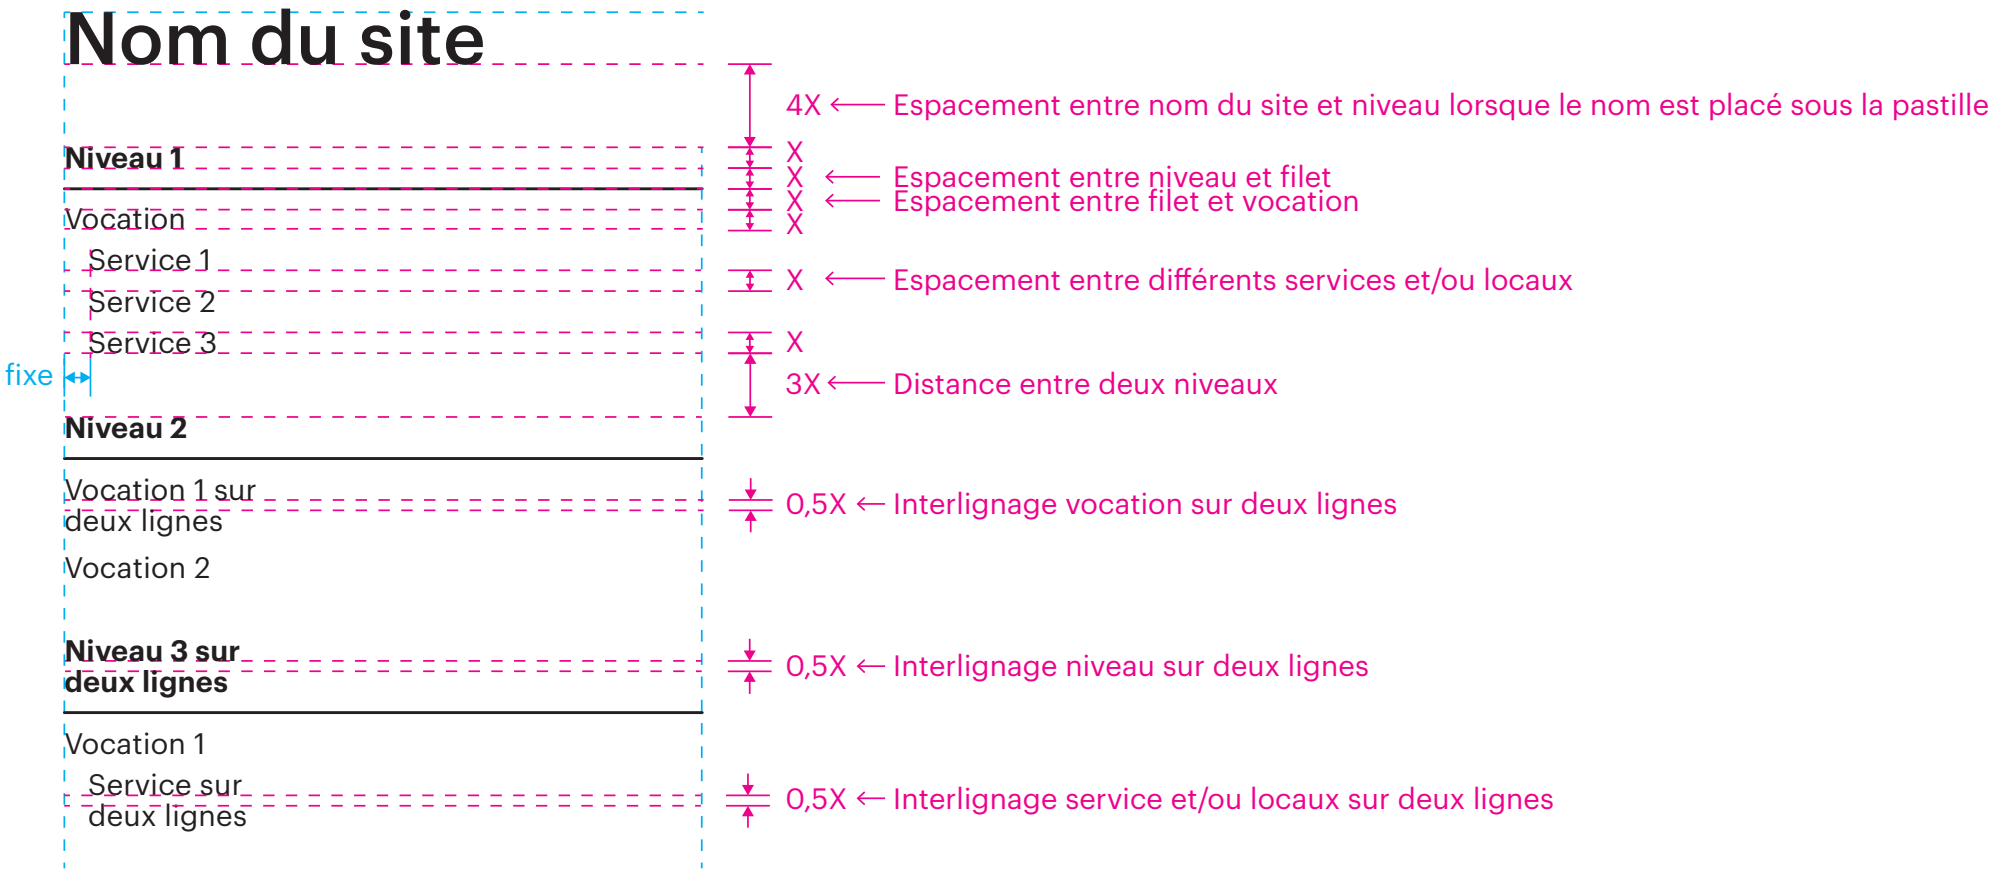 Nom du site
4X Espacement entre nom du site et niveau lorsque le nom est placé sous la pastille
Niveau 1
X
X Espacement entre niveau et filet
X Espacement entre filet et vocation
Vocation
X
Service 1
X Espacement entre différents services et/ou locaux
Service 2
Service 3
X
fixe
3X Distance entre deux niveaux
Niveau 2
Vocation 1 sur
deux lignes
0,5X Interlignage vocation sur deux lignes
Vocation 2
Niveau 3 sur
deux lignes
0,5X Interlignage niveau sur deux lignes
Vocation 1
Service sur
deux lignes
0,5X Interlignage service et/ou locaux sur deux lignes